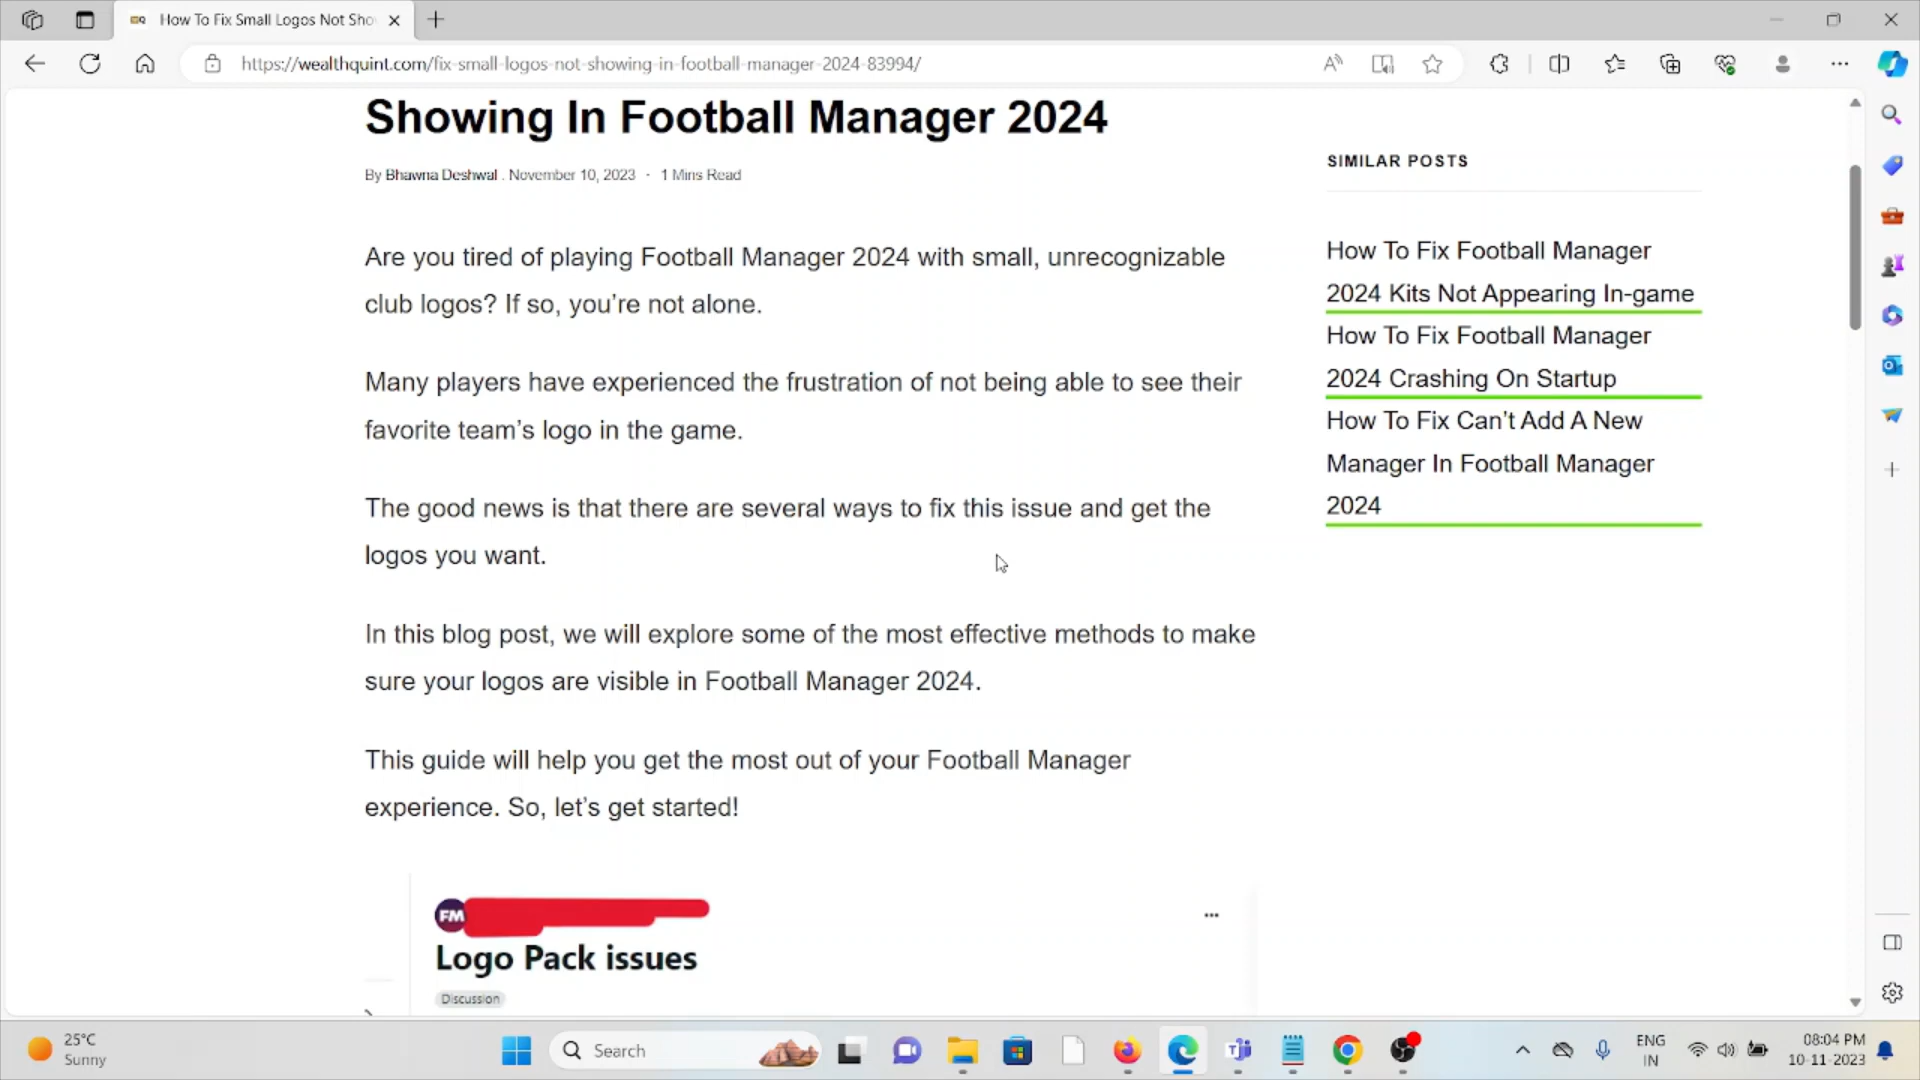 How To Fix Small Logos Not Sho
https://wealthquint.com/fix-small-logos-not-showing-in-football-manager-2024-83994/
Showing In Football Manager 2024
By Bhawna Deshwal . November 10, 2023 - 1 Mins Read
Are you tired of playing Football Manager 2024 with small, unrecognizable
club logos? If so, you’re not alone.
Many players have experienced the frustration of not being able to see their
favorite team’s logo in the game.
The good news is that there are several ways to fix this issue and get the
logos you want.
In this blog post, we will explore some of the most effective methods to make
sure your logos are visible in Football Manager 2024.
This guide will help you get the most out of your Football Manager
experience. So, let’s get started!
FM
Logo Pack issues
Discussion
SIMILAR POSTS
How To Fix Football Manager
2024 Kits Not Appearing In-game
How To Fix Football Manager
2024 Crashing On Startup
How To Fix Can’t Add A New
Manager In Football Manager
2024
25°C
Sunny
Search
ENG
IN
08:04 PM
10-11-2023